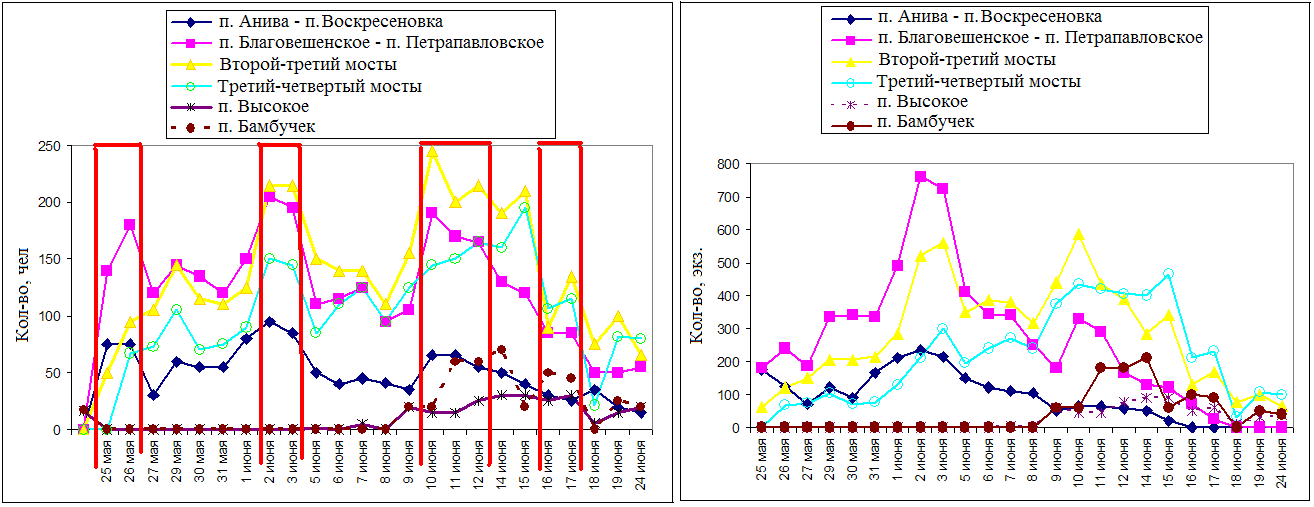 п. Анива - п.Воскресеновка
п. Благовешенское - п. Петрапавловское
Второй-третий мосты
Третий-четвертый мосты
п. Высокое
п. Бамбучек
Кол-во, чел
250
200
150
100
50
0
25 мая
26 мая
27 мая
29 мая
30 мая
31 мая
1 июня
2 июня
3 июня
5 июня
6 июня
7 июня
8 июня
9 июня
10 июня
11 июня
12 июня
14 июня
15 июня
16 июня
17 июня
18 июня
19 июня
24 июня
п. Анива - п.Воскресеновка
п. Благовешенское - п. Петрапавловское
Второй-третий мосты
Третий-четвертый мосты
п. Высокое
п. Бамбучек
Кол-во, экз.
800
700
600
500
400
300
200
100
0
25 мая
26 мая
27 мая
29 мая
30 мая
31 мая
1 июня
2 июня
3 июня
5 июня
6 июня
7 июня
8 июня
9 июня
10 июня
11 июня
12 июня
14 июня
15 июня
16 июня
17 июня
18 июня
19 июня
24 июня